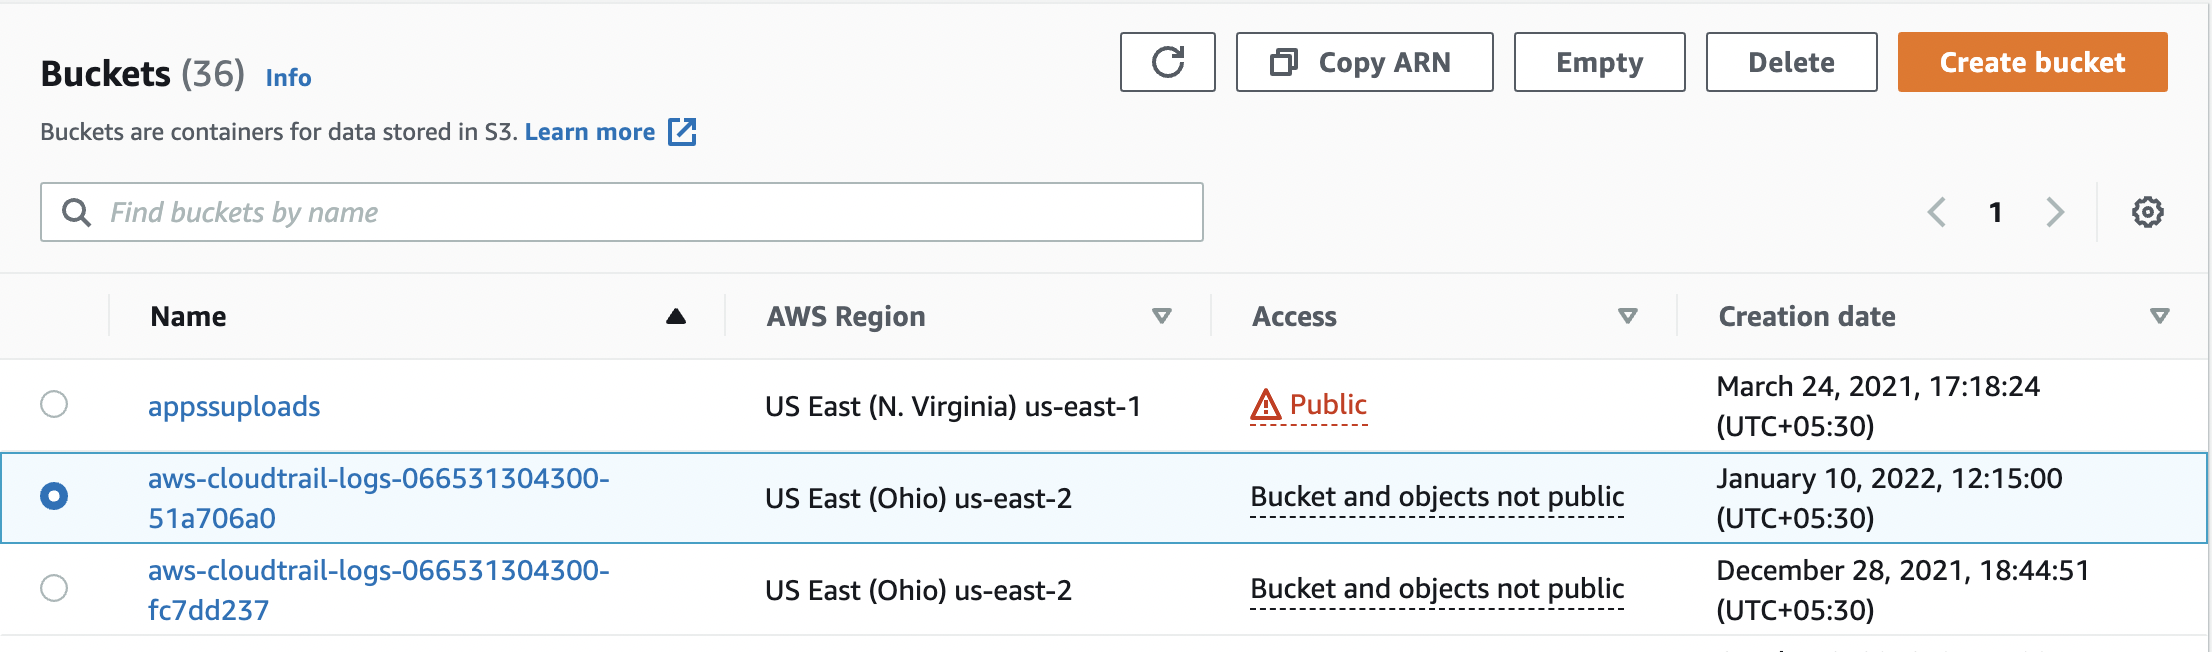 Buckets (36) Info
Copy ARN
Empty
Delete
Create bucket
Buckets are containers for data stored in S3. Learn more
Find buckets by name
1
Name
AWS Region
Access
Creation date
appssuploads
US East (N. Virginia) us-east-1
Public
March 24, 2021, 17:18:24
(UTC+05:30)
aws-cloudtrail-logs-066531304300-
51a706a0
US East (Ohio) us-east-2
Bucket and objects not public
January 10, 2022, 12:15:00
(UTC+05:30)
aws-cloudtrail-logs-066531304300-
fc7dd237
US East (Ohio) us-east-2
Bucket and objects not public
December 28, 2021, 18:44:51
(UTC+05:30)